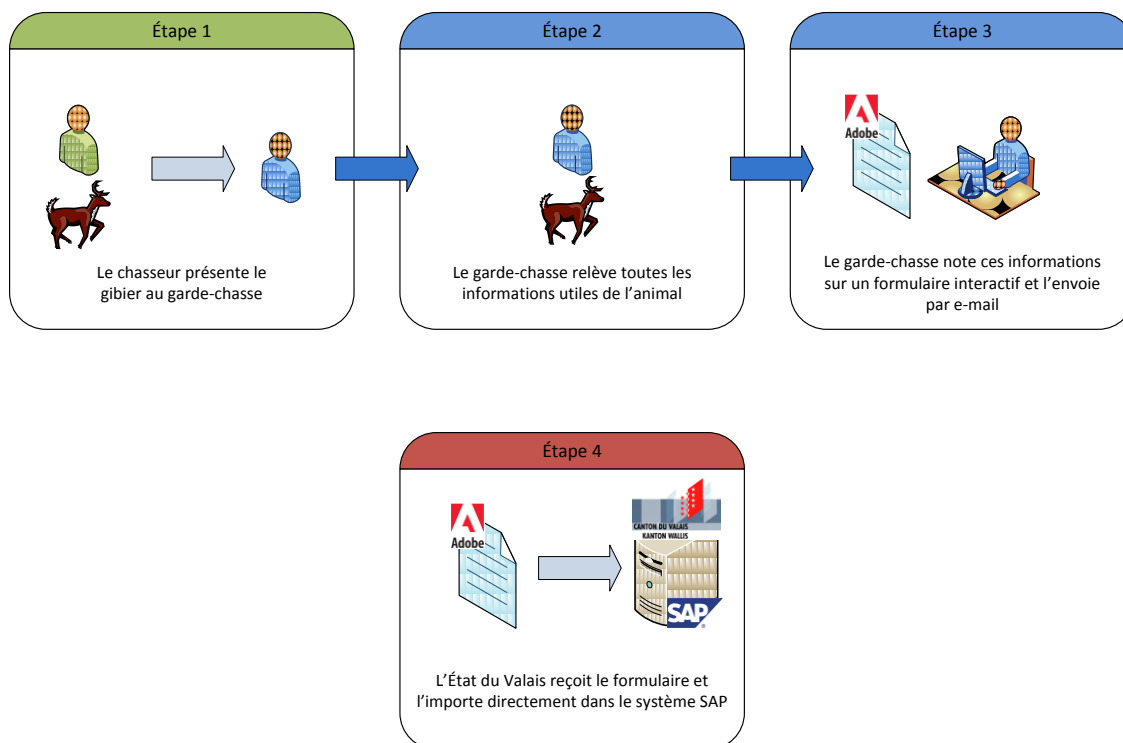 Étape 1
Le chasseur présente le
gibier au garde-chasse
Étape 2
Le garde-chasse relève toutes les
informations utiles de l'animal
Étape 3
Adobe
Le garde-chasse note ces informations
sur un formulaire interactif et l'envoie
par e-mail
Étape 4
Adobe
CANTON DU VALAIS
KANTON WALLIS
SAP
L'État du Valais reçoit le formulaire et
l'importe directement dans le système SAP